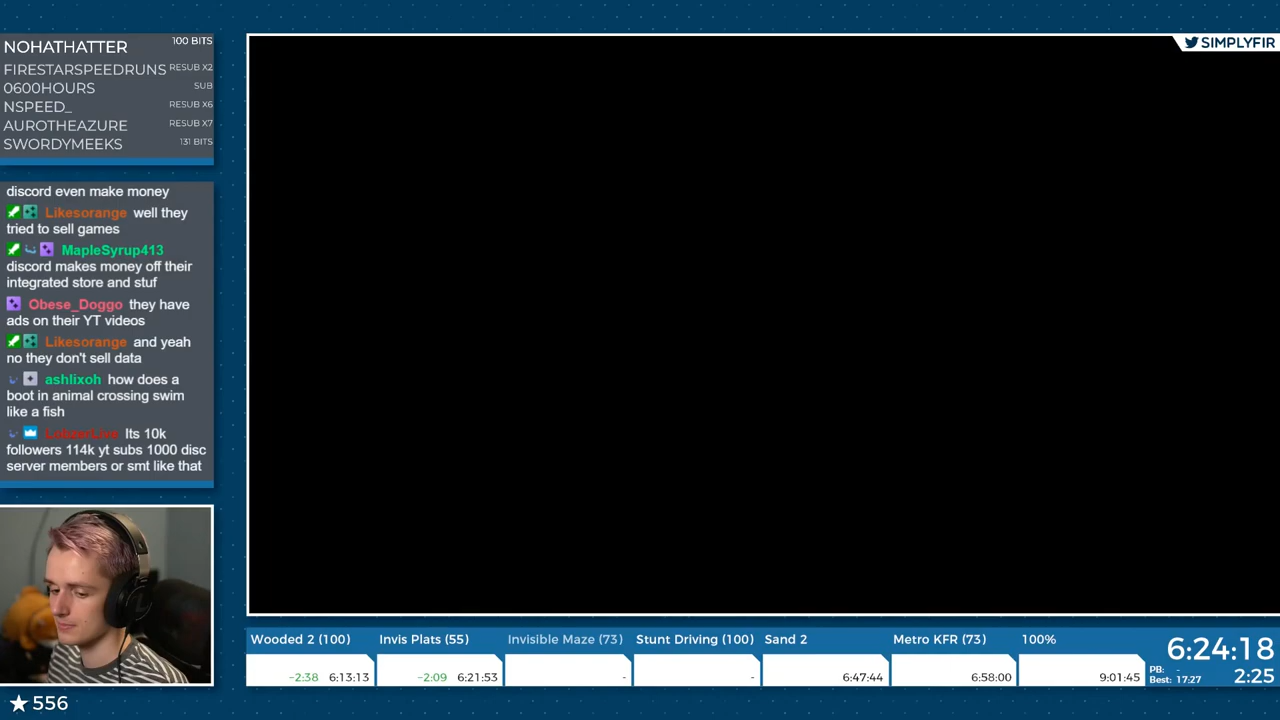 NOHATHATTER 100 BITS
FIRESTARSPEEDRUNS RESUB X2
0600HOURS SUB
NSPEED_ RESUB X6
AUROTHEAZURE RESUB X7
SWORDYMEEKS 131 BITS
SIMPLYFIR
discord even make money
Likesorange well they
tried to sell games
MapleSyrup413
discord makes money off their
integrated store and stuf
Obese_Doggo they have
ads on their YT videos
Likesorange and yeah
no they don't sell data
ashlixoh how does a
boot in animal crossing swim
like a fish
Its 10k
followers 114k yt subs 1000 disc
server members or smt like that
Wooded 2 (100) Invis Plats (55) Invisible Maze (73) Stunt Driving (100) Sand 2 Metro KFR (73) 100%
-2:38 6:13:13 -2:09 6:21:53 - - 6:47:44 6:58:00 9:01:45
6:24:18
PB: -
Best: 17:27 2:25
★ 556